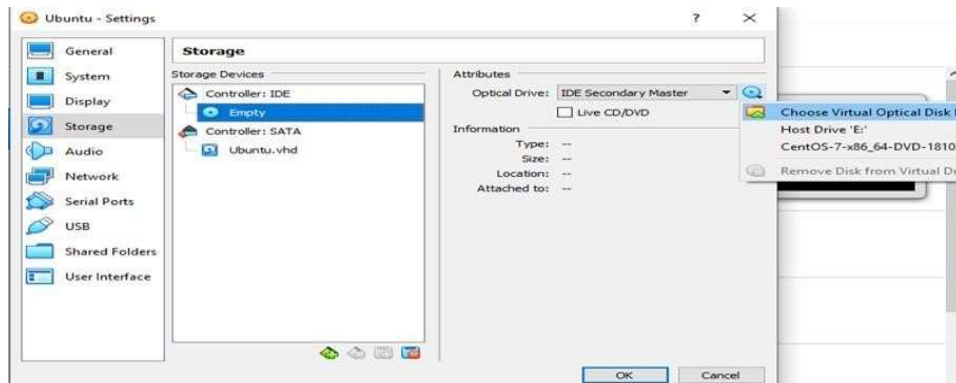 Ubuntu - Settings ? ×
General
System
Display
Storage
Audio
Network
Serial Ports
USB
Shared Folders
User Interface
Storage
Storage Devices
Controller: IDE
Empty
Controller: SATA
Ubuntu.vhd
Attributes
Optical Drive: IDE Secondary Master
Live CD/DVD
Information
Type: --
Size: --
Location: --
Attached to: --
Choose Virtual Optical Disk
Host Drive 'E:'
CentOS-7-x86_64-DVD-1810
Remove Disk from Virtual
OK Cancel